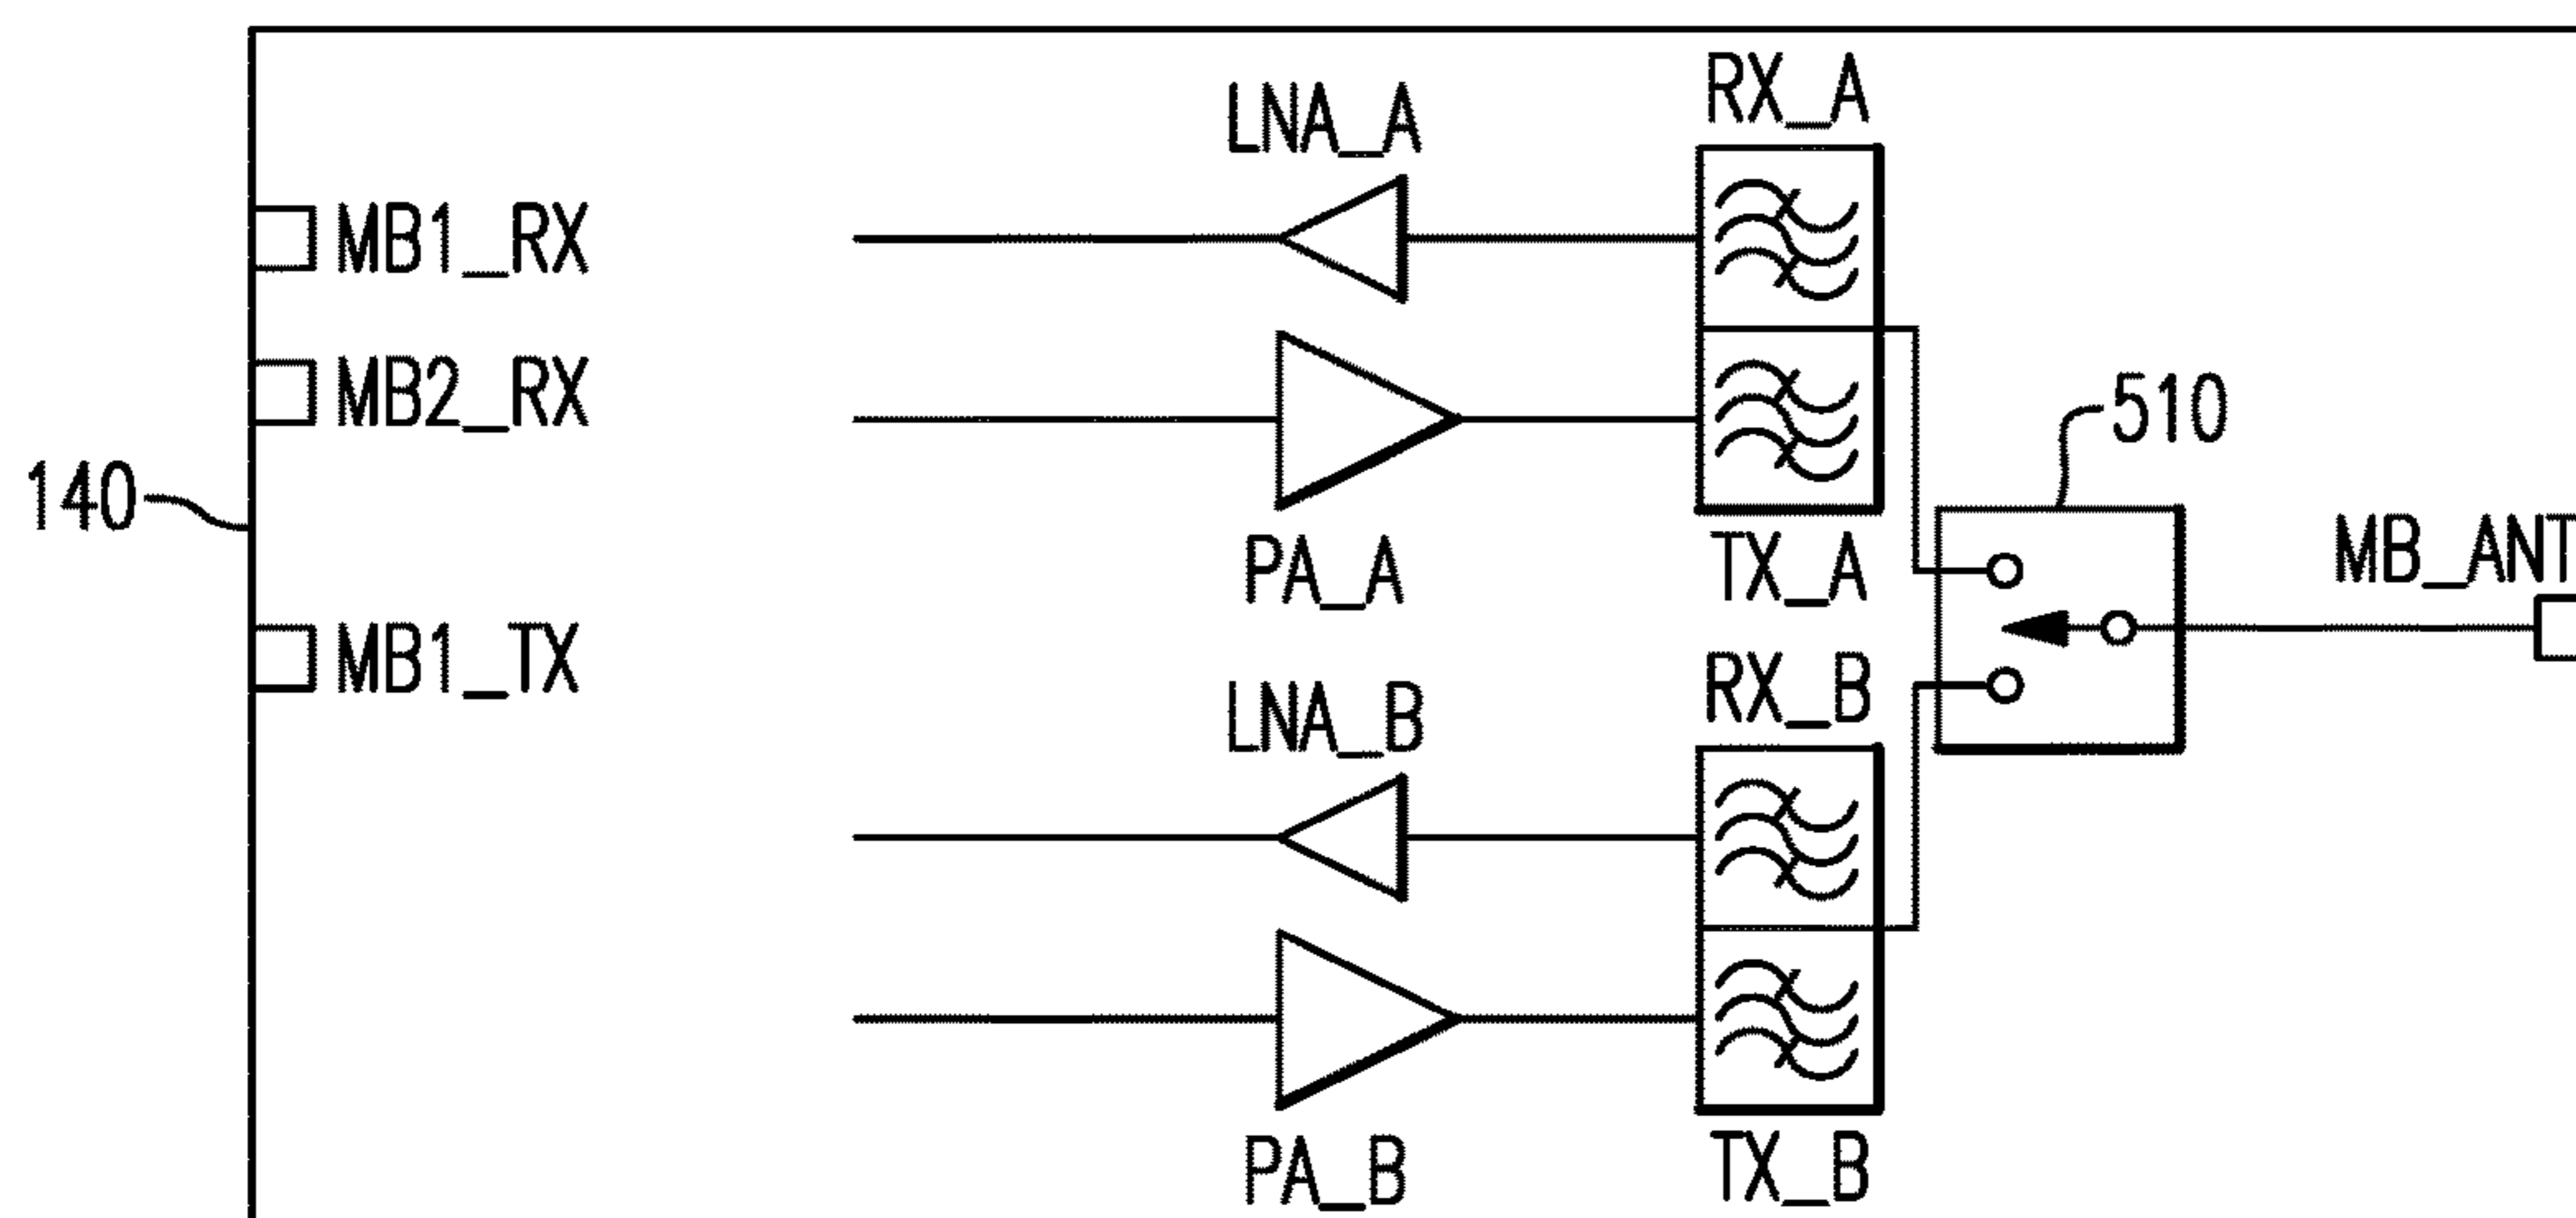 RX_A
LNA_A
MB1_RX
MB2_RX
510
140
MB_ANT
PA_A
TX_A
MB1_TX
RX_B
LNA_B
PA_B
TX_B